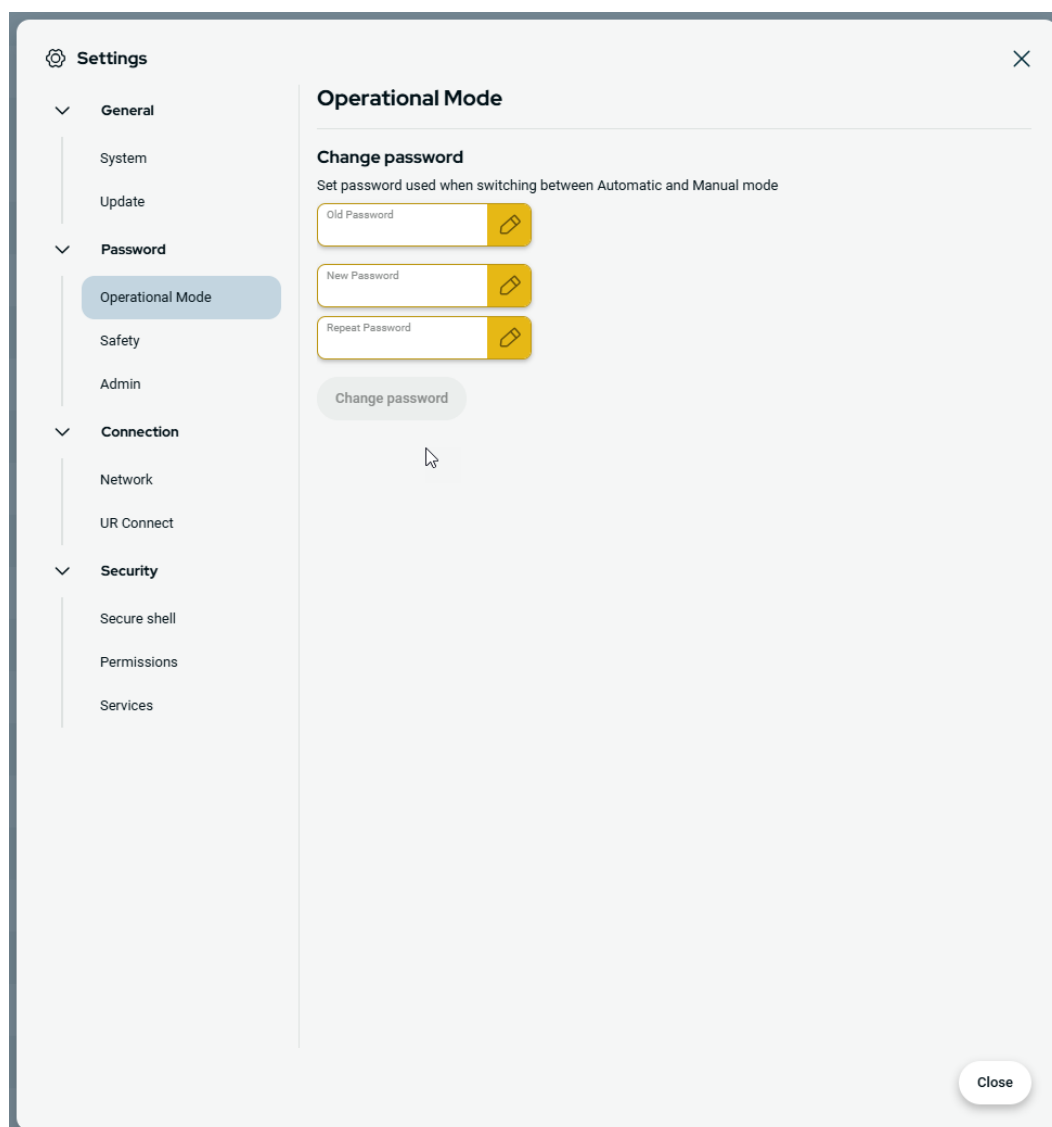 Settings
General
System
Update
Password
Operational Mode
Safety
Admin
Connection
Network
UR Connect
Security
Secure shell
Permissions
Services
Operational Mode
Change password
Set password used when switching between Automatic and Manual mode
Old Password
New Password
Repeat Password
Change password
Close